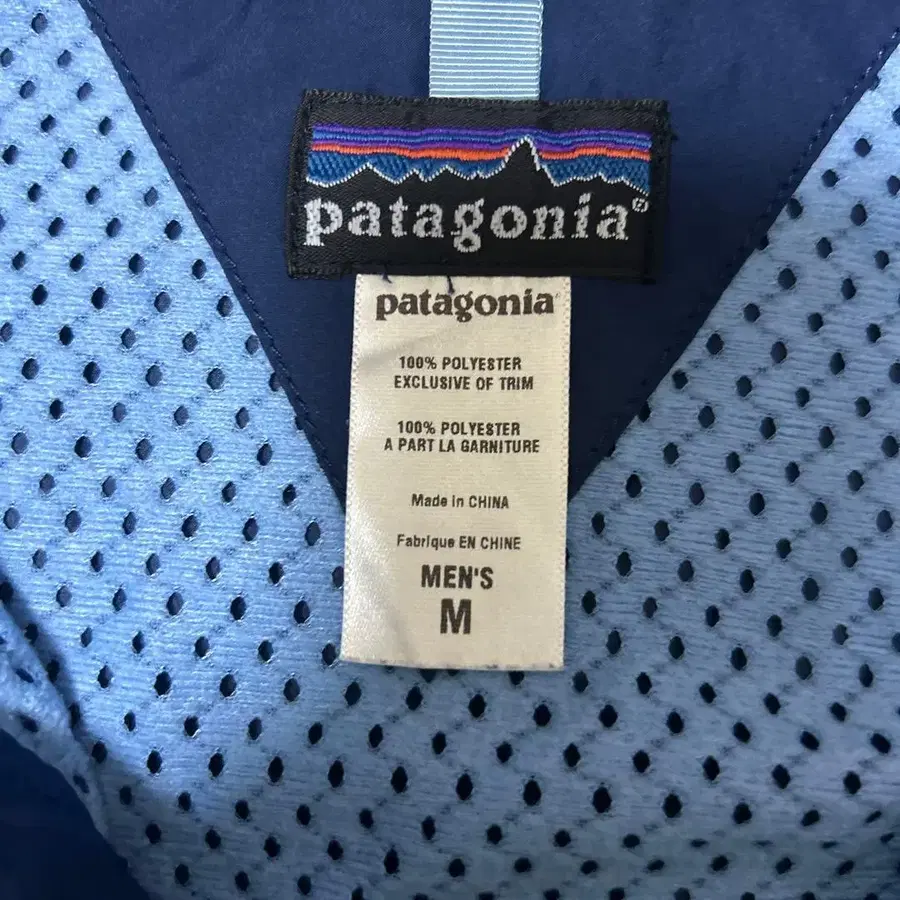 patagonia®
patagonia®
100% POLYESTER
EXCLUSIVE OF TRIM
100% POLYESTER
A PART LA GARNITURE
Made in CHINA
Fabrique EN CHINE
MEN'S
M